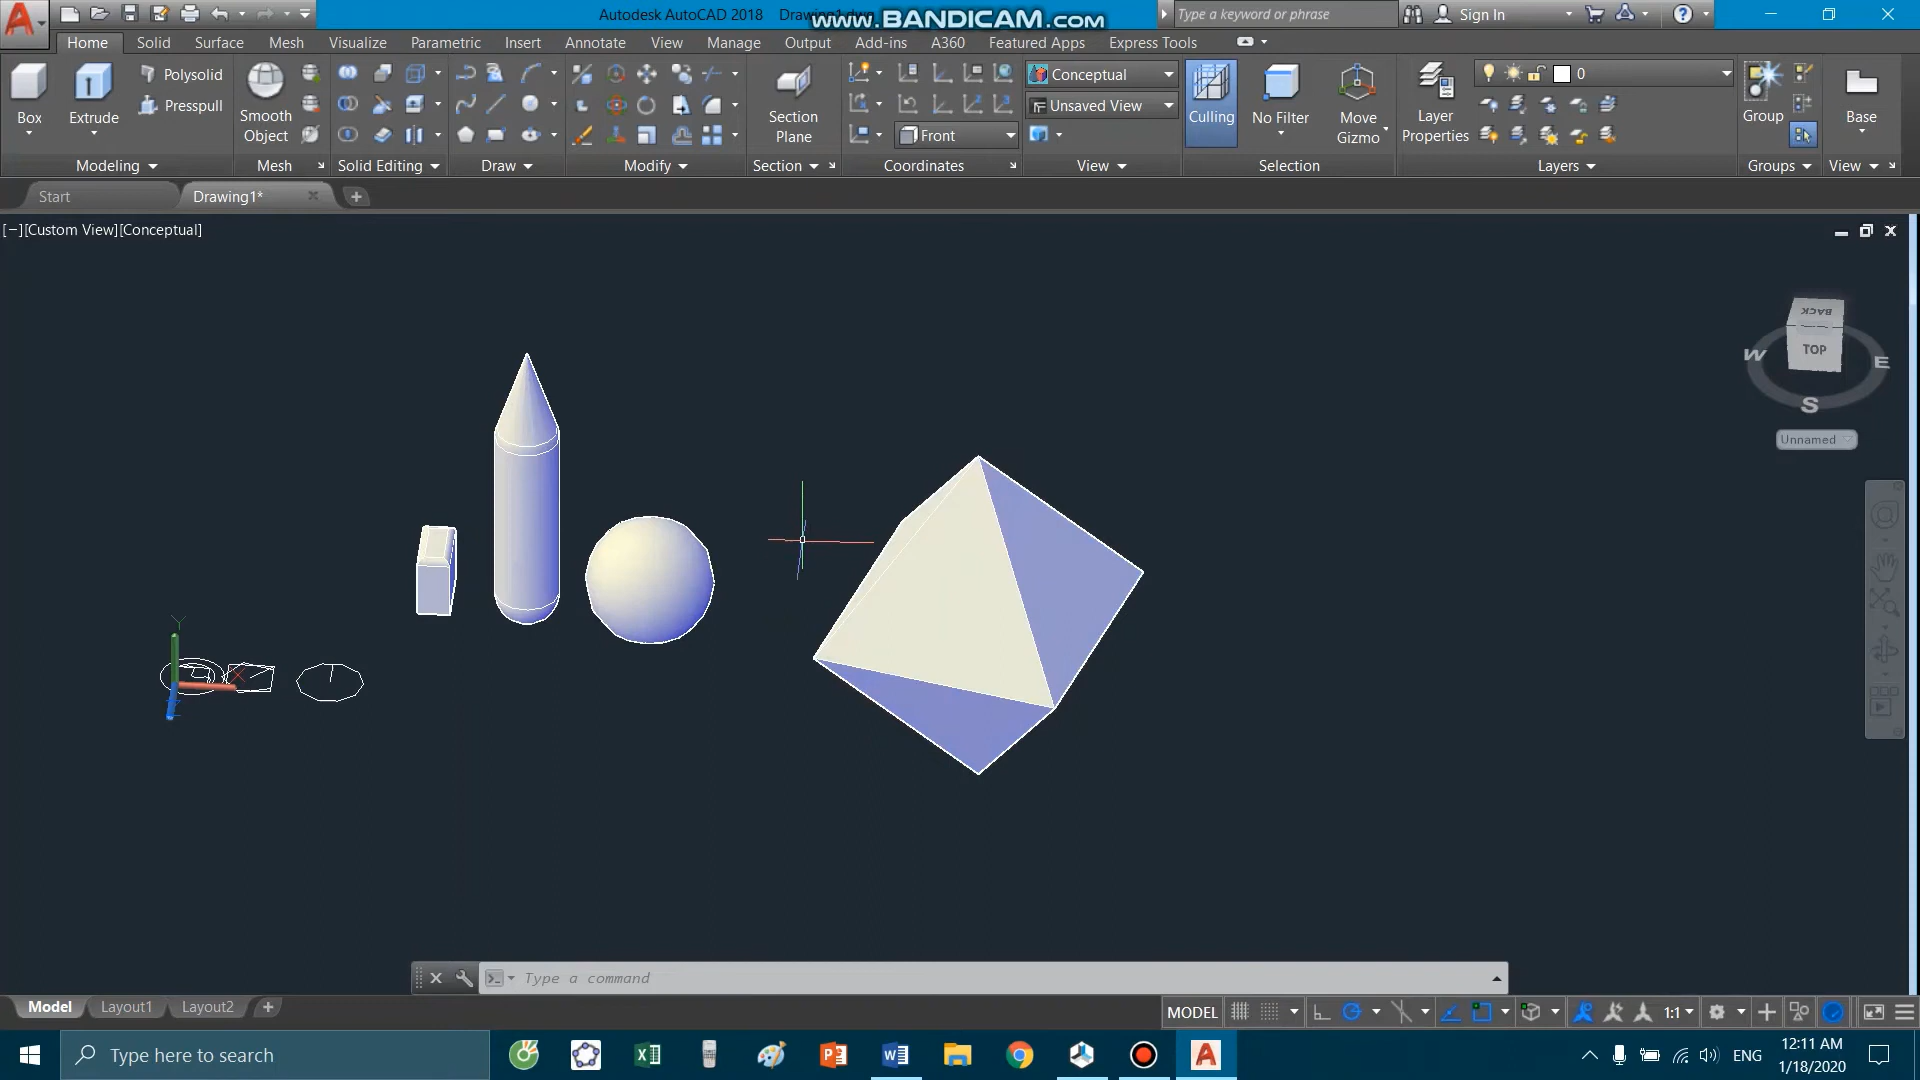 Autodesk AutoCAD 2018
www.BANDICAM.com
Type a keyword or phrase
Sign In
Home
Solid
Surface
Mesh
Visualize
Parametric
Insert
Annotate
View
Manage
Output
Add-ins
A360
Featured Apps
Express Tools
Box
Extrude
Polysolid
Presspull
Smooth
Object
Section
Plane
Conceptual
Unsaved View
Front
Culling
No Filter
Move
Gizmo
Layer
Properties
0
Group
Base
Modeling
Mesh
Solid Editing
Draw
Modify
Section
Coordinates
View
Selection
Layers
Groups
View
Start
Drawing1*
[−][Custom View][Conceptual]
BACK
TOP
W
E
S
Unnamed
Y
X
Type a command
Model
Layout1
Layout2
MODEL
1:1
Type here to search
ENG
12:11 AM
1/18/2020